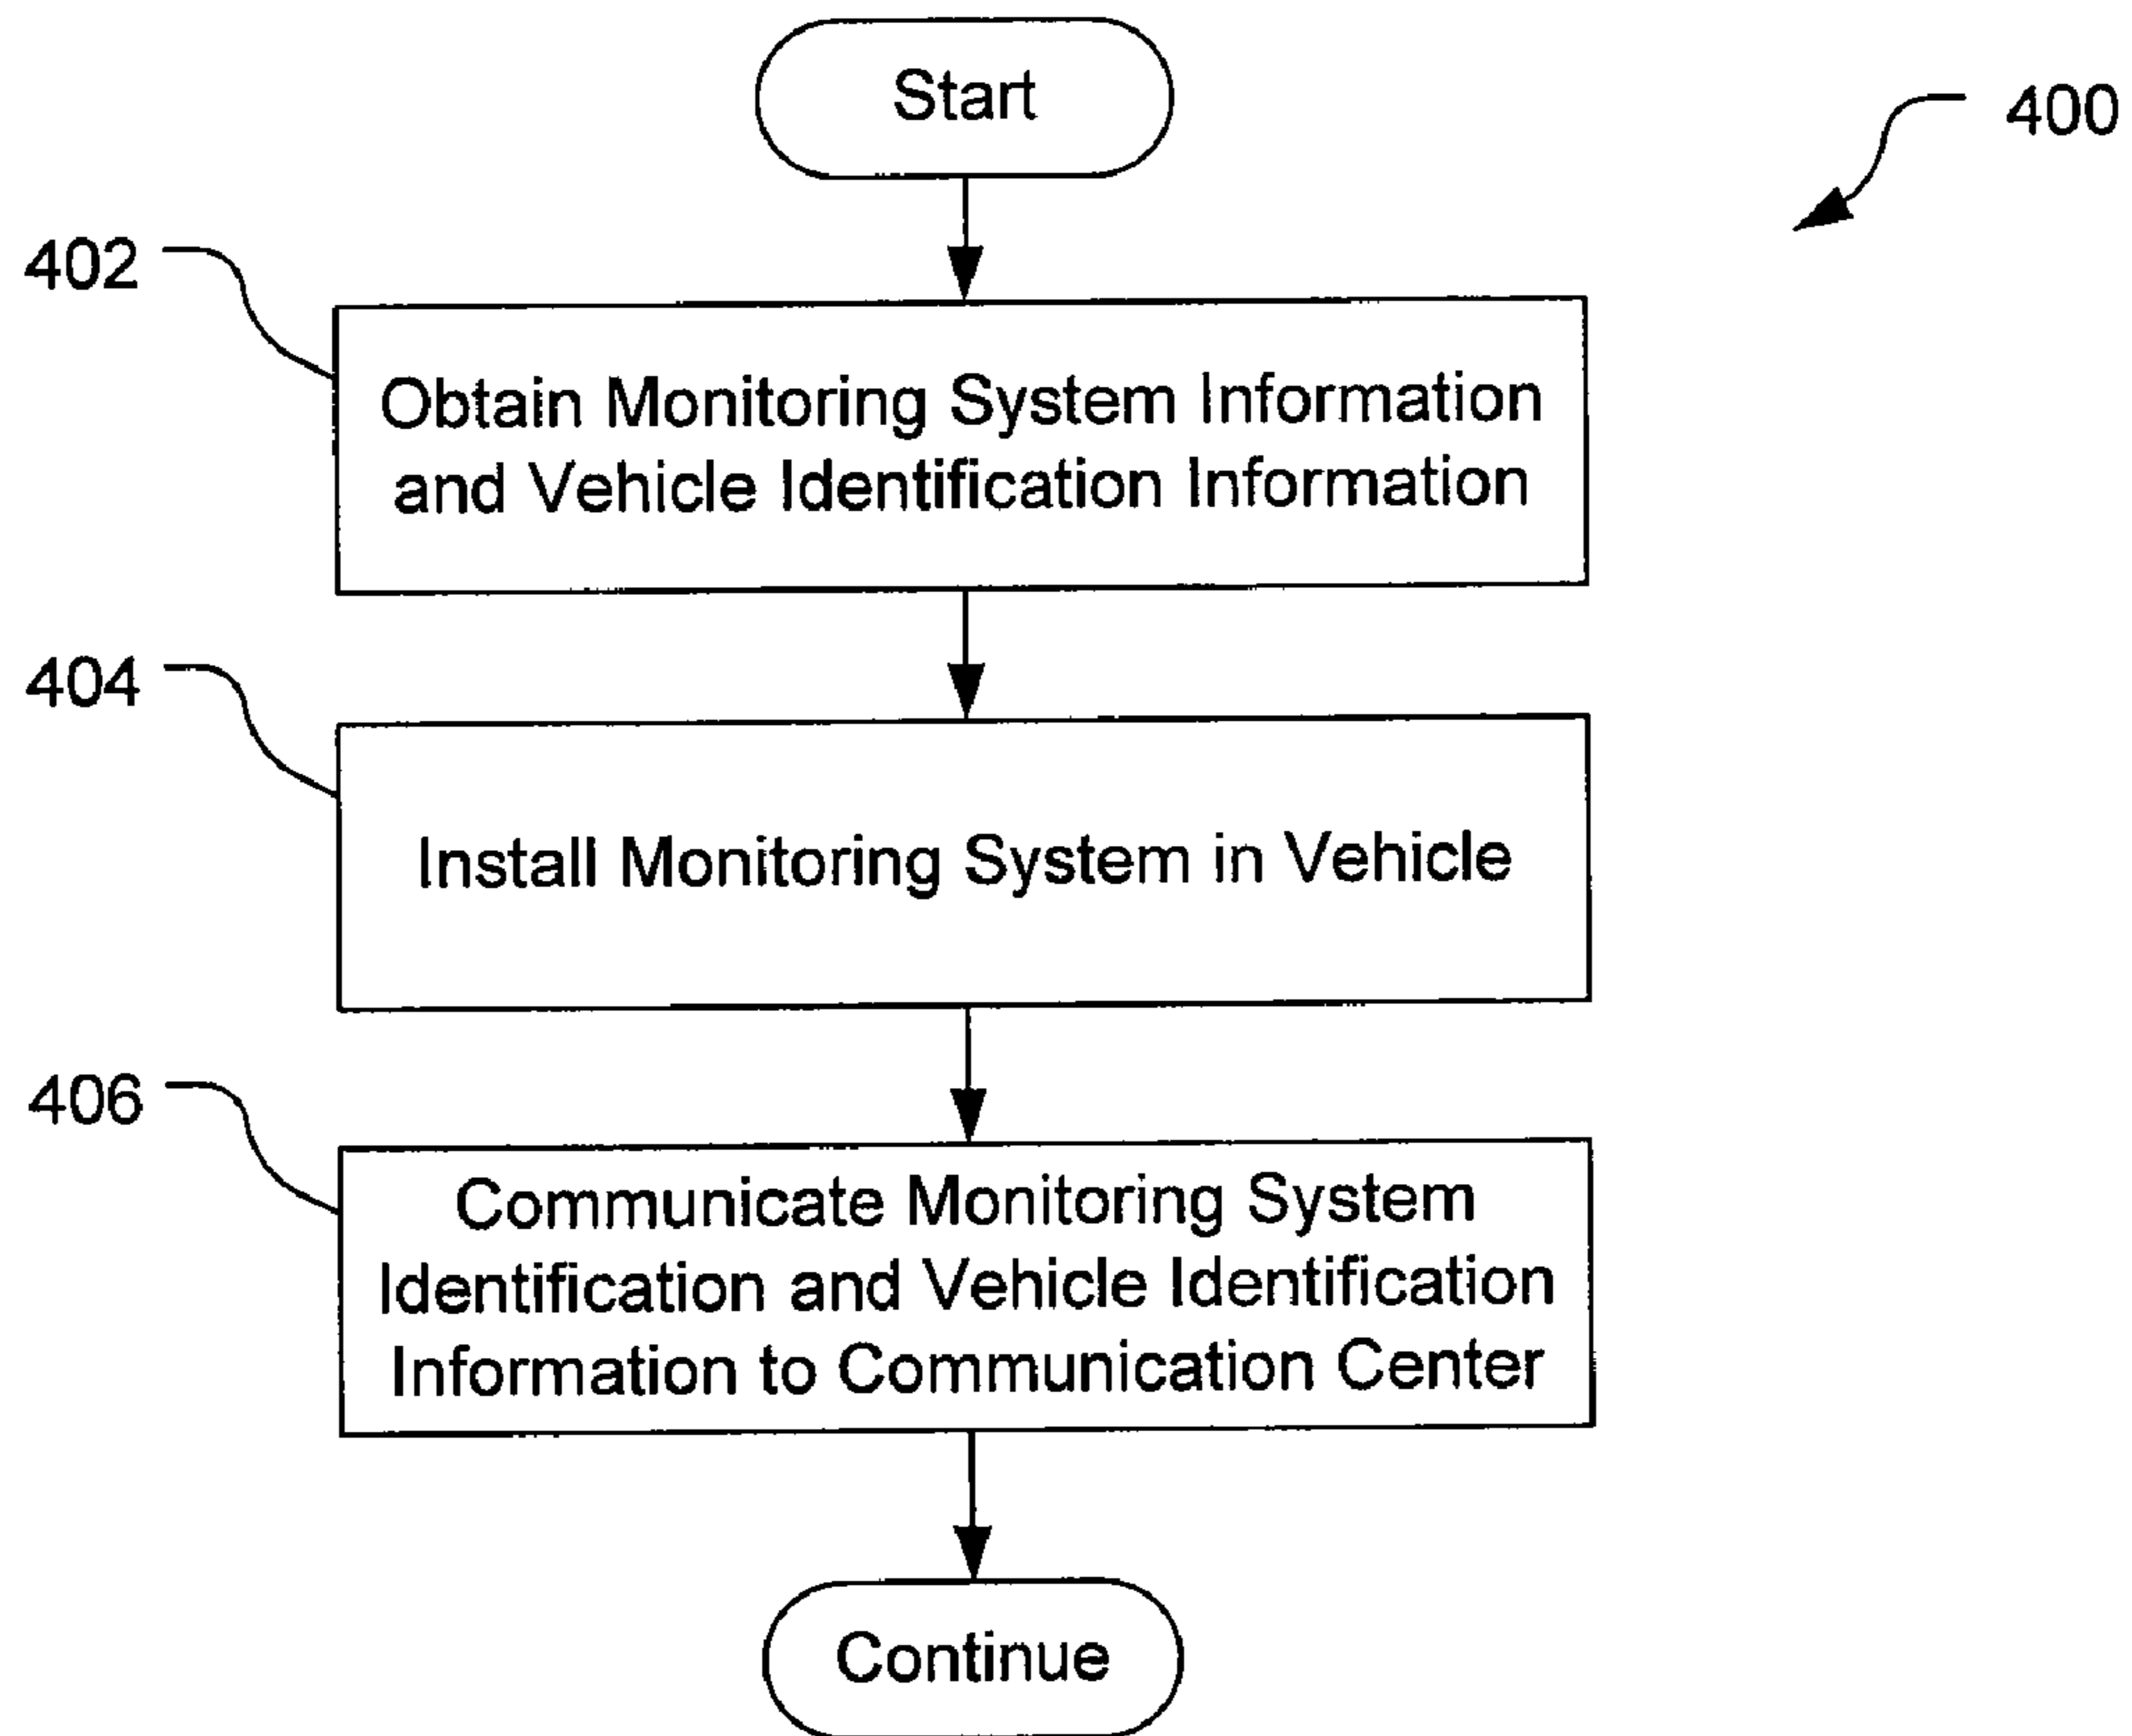 Start
400
402
Obtain Monitoring System Information
and Vehicle Identification Information
404
Install Monitoring System in Vehicle
406
Communicate Monitoring System
Identification and Vehicle Identification
Information to Communication Center
Continue